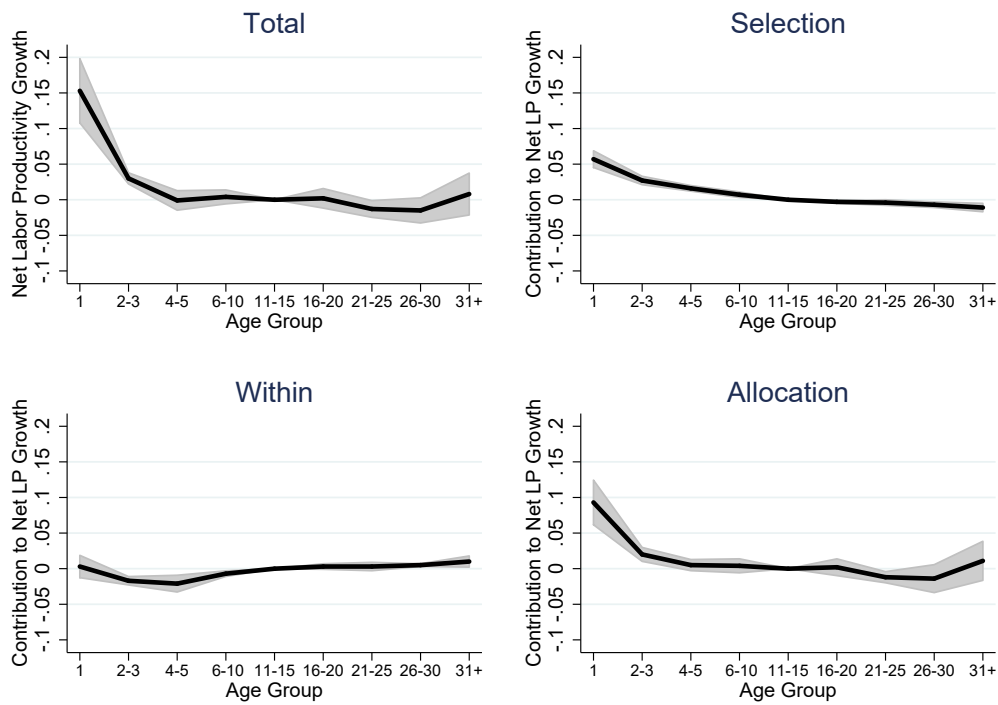 Total
Net Labor Productivity Growth
-.1 -.05 0 .05 .1 .15 .2
1 2-3 4-5 6-10 11-15 16-20 21-25 26-30 31+
Age Group
Selection
Contribution to Net LP Growth
-.1 -.05 0 .05 .1 .15 .2
1 2-3 4-5 6-10 11-15 16-20 21-25 26-30 31+
Age Group
Within
Contribution to Net LP Growth
-.1 -.05 0 .05 .1 .15 .2
1 2-3 4-5 6-10 11-15 16-20 21-25 26-30 31+
Age Group
Allocation
Contribution to Net LP Growth
-.1 -.05 0 .05 .1 .15 .2
1 2-3 4-5 6-10 11-15 16-20 21-25 26-30 31+
Age Group